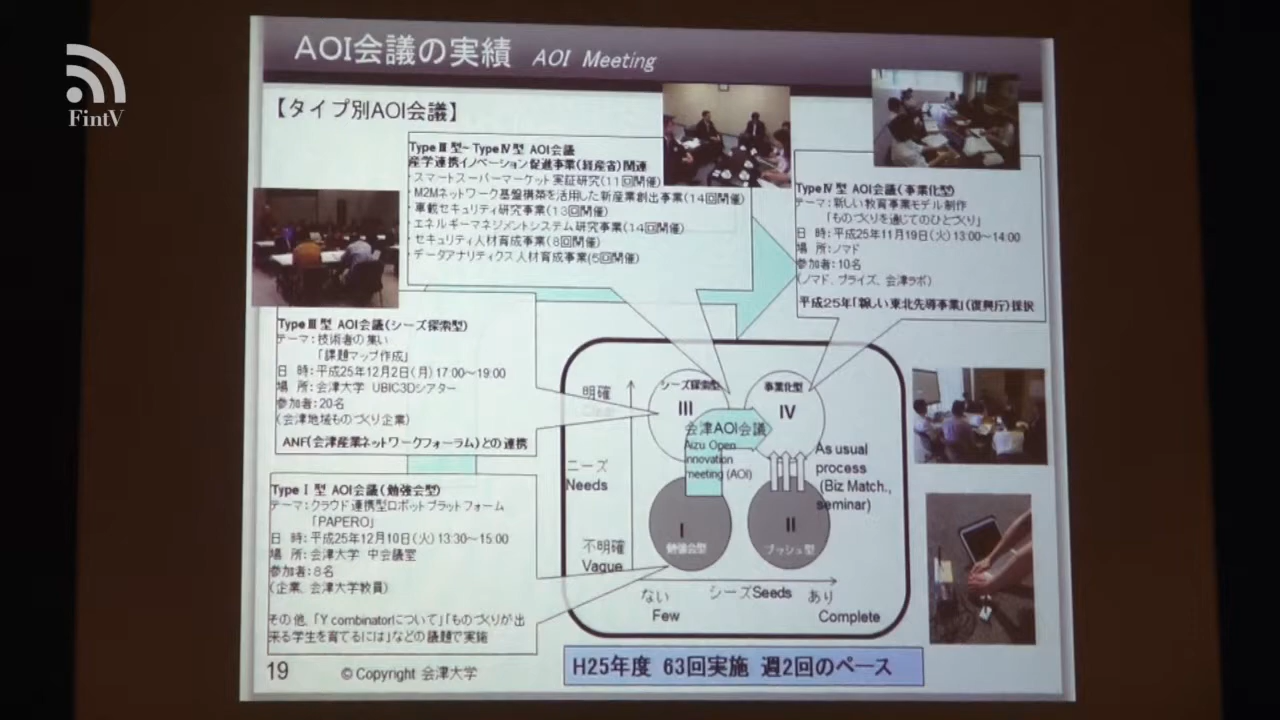 FintV
AOI会議の実績 AOI Meeting
【タイプ別AOI会議】
TypeⅢ型~TypeⅣ型 AOI会議
産学連携イノベーション促進事業(経産省)関連
・スマートスーパーマーケット実証研究(11回開催)
・M2Mネットワーク基盤構築を活用した新産業創出事業(14回開催)
・車載セキュリティ研究事業(13回開催)
・エネルギーマネジメントシステム研究事業(14回開催)
・セキュリティ人材育成事業(8回開催)
・データアナリティクス人材育成事業(5回開催)
TypeⅣ型 AOI会議(事業化型)
テーマ:新しい教育事業モデル制作
「ものづくりを通じてのひとづくり」
日 時:平成25年11月19日(火)13:00~14:00
場 所:ノマド
参加者:10名
(ノマド、プライズ、会津ラボ)
平成25年「新しい東北先導事業」(復興庁)採択
TypeⅢ型 AOI会議(シーズ探索型)
テーマ:技術者の集い
「課題マップ作成」
日 時:平成25年12月2日(月)17:00~19:00
場 所:会津大学 UBIC3Dシアター
参加者:20名
(会津地域ものづくり企業)
ANF(会津産業ネットワークフォーラム)との連携
TypeⅠ型 AOI会議(勉強会型)
テーマ:クラウド連携型ロボットプラットフォーム
「PAPERO」
日 時:平成25年12月10日(火)13:30~15:00
場 所:会津大学 中会議室
参加者:8名
(企業、会津大学教員)
その他、「Y combinatorについて」「ものづくりが出
来る学生を育てるには」などの議題で実施
明確
Clear
ニーズ
Needs
不明確
Vague
シーズ探索型
Ⅲ
事業化型
Ⅳ
会津AOI会議
Aizu Open
innovation
meeting (AOI)
As usual
process
(Biz Match.,
seminar)
Ⅰ
勉強会型
Ⅱ
プッシュ型
ない
Few
シーズSeeds
あり
Complete
H25年度 63回実施 週2回のペース
19
© Copyright 会津大学